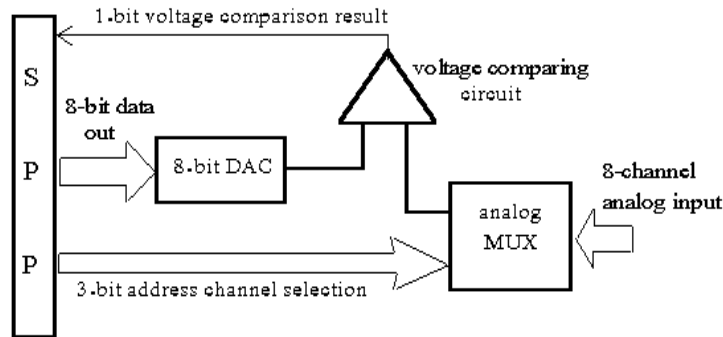 1-bit voltage comparison result
S
P
P
8-bit data
out
8-bit DAC
voltage comparing
circuit
8-channel
analog input
analog
MUX
3-bit address channel selection